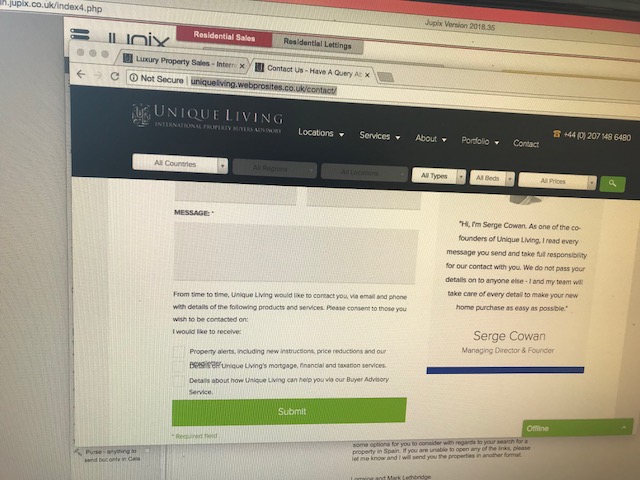 n.jupix.co.uk/index4.php
Jupix Version 2018.35
Jupix
Residential Sales
Residential Lettings
Luxury Property Sales - Intern
Contact Us - Have A Query Ab
Not Secure
uniqueliving.webprosites.co.uk/contact/
UNIQUE LIVING
INTERNATIONAL PROPERTY BUYERS ADVISORY
Locations
Services
About
Portfolio
Contact
+44 (0) 207 148 6480
All Countries
All Regions
All Locations
All Types
All Beds
All Prices
MESSAGE: *
From time to time, Unique Living would like to contact you, via email and phone
with details of the following products and services. Please consent to those you
wish to be contacted on:
I would like to receive:
Property alerts, including new instructions, price reductions and our
newsletter.
Details on Unique Living's mortgage, financial and taxation services.
Details about how Unique Living can help you via our Buyer Advisory
Service.
Submit
* Required field
"Hi, I'm Serge Cowan. As one of the co-
founders of Unique Living, I read every
message you send and take full responsibility
for our contact with you. We do not pass your
details on to anyone else - I and my team will
take care of every detail to make your new
home purchase as easy as possible."
Serge Cowan
Managing Director & Founder
Offline
Purse - anything to
send but only in Cala
some options for you to consider with regards to your search for a
property in Spain. If you are unable to open any of the links, please
let me know and I will send you the properties in another format.
Lorraine and Mark Lethbridge